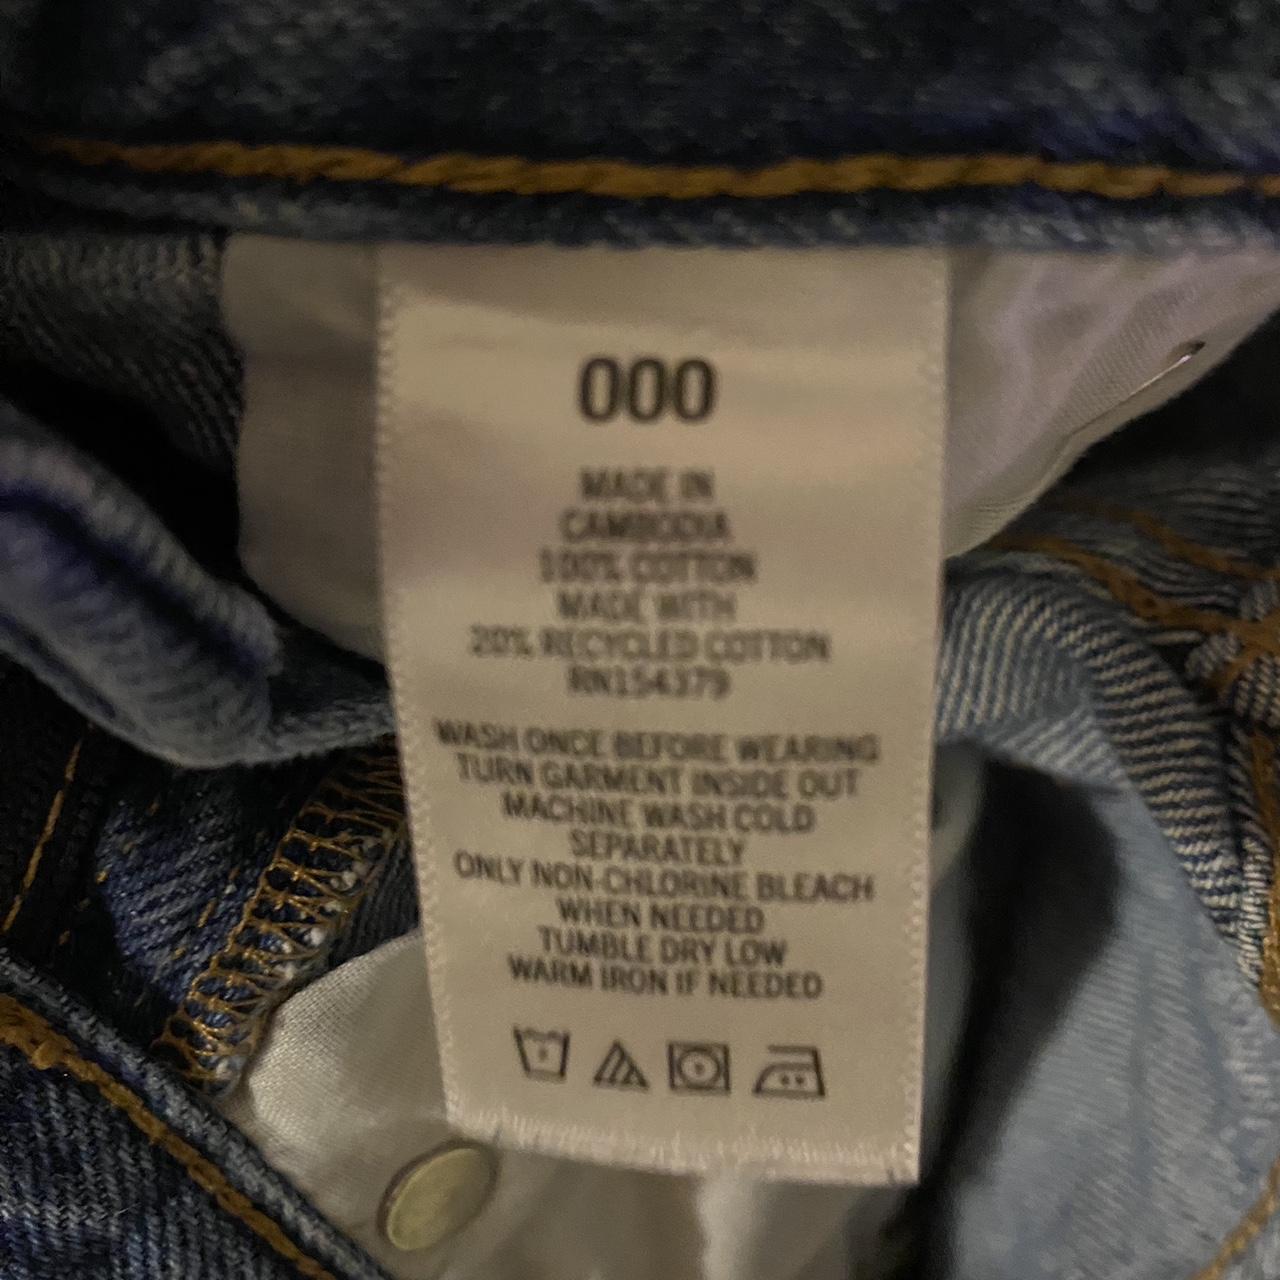 000
MADE IN
CAMBODIA
100% COTTON
MADE WITH
20% RECYCLED COTTON
RN154379
WASH ONCE BEFORE WEARING
TURN GARMENT INSIDE OUT
MACHINE WASH COLD
SEPARATELY
ONLY NON-CHLORINE BLEACH
WHEN NEEDED
TUMBLE DRY LOW
WARM IRON IF NEEDED